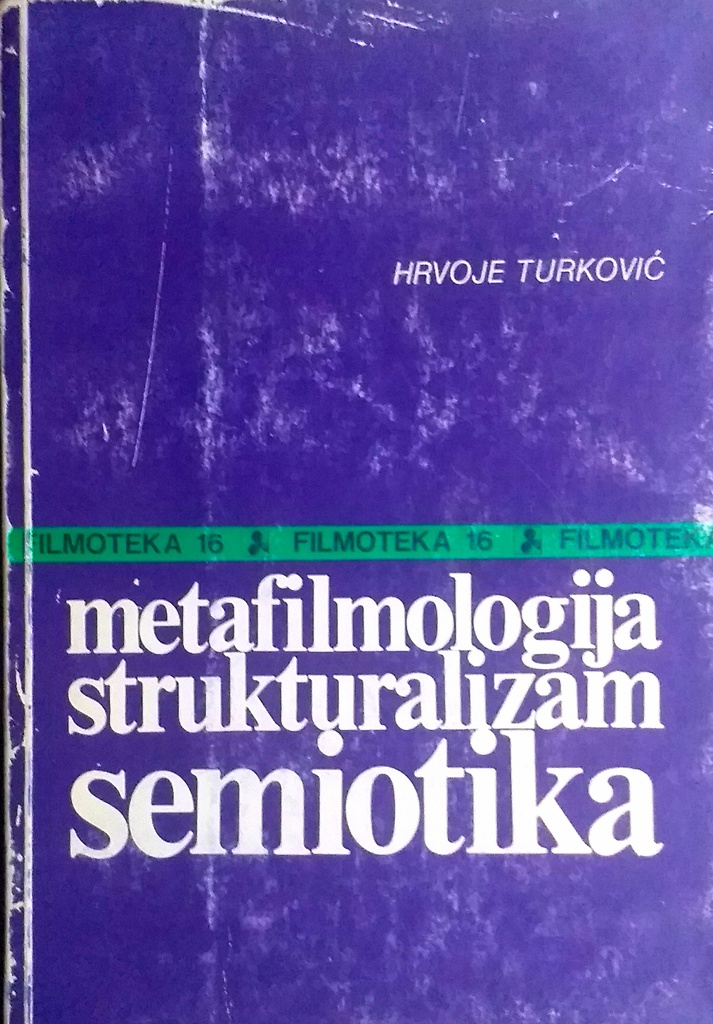 HRVOJE TURKOVIĆ
FILMOTEKA 16 FILMOTEKA 16 FILMOTEKA
metafilmologija
strukturalizam
semiotika